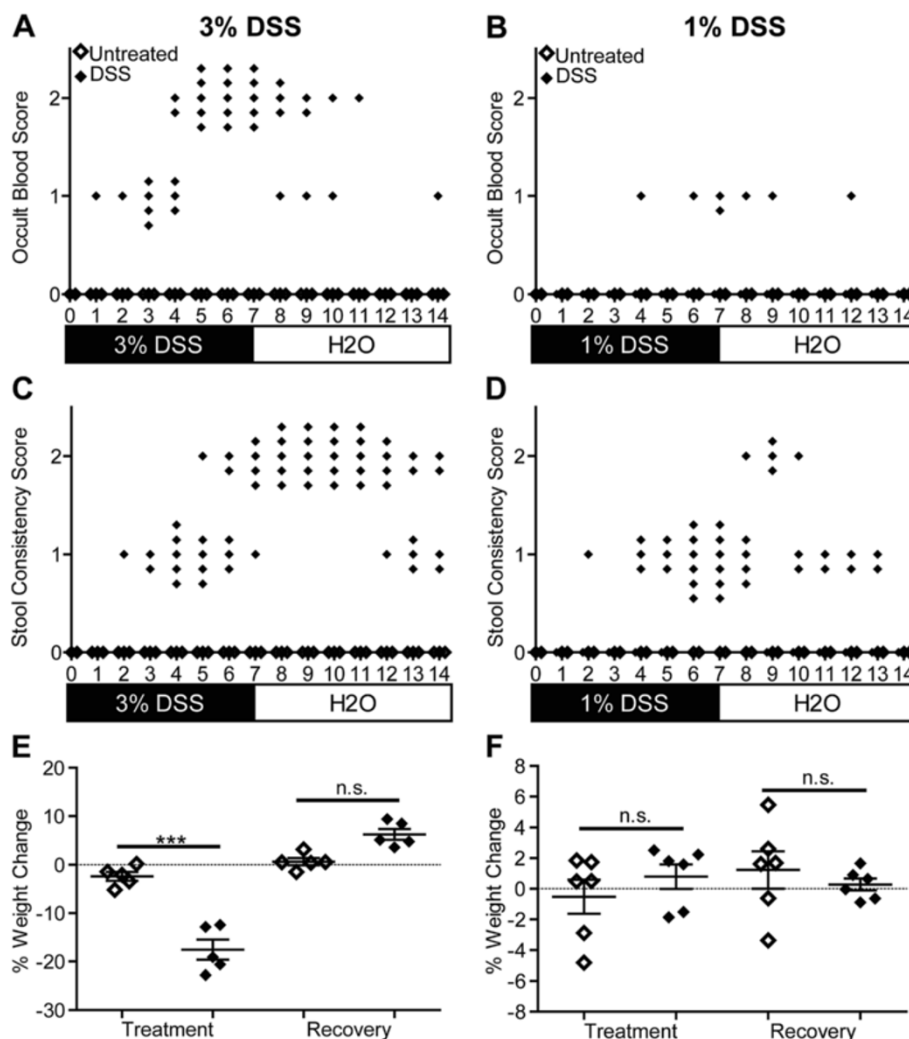 A 3% DSS
Untreated
DSS
Occult Blood Score
2
1
0
0 1 2 3 4 5 6 7 8 9 10 11 12 13 14
3% DSS H2O
B 1% DSS
Untreated
DSS
Occult Blood Score
2
1
0
0 1 2 3 4 5 6 7 8 9 10 11 12 13 14
1% DSS H2O
C
Stool Consistency Score
2
1
0
0 1 2 3 4 5 6 7 8 9 10 11 12 13 14
3% DSS H2O
D
Stool Consistency Score
2
1
0
0 1 2 3 4 5 6 7 8 9 10 11 12 13 14
1% DSS H2O
E
% Weight Change
20
10
0
-10
-20
-30
***
n.s.
Treatment Recovery
F
% Weight Change
8
6
4
2
0
-2
-4
-6
-8
n.s.
n.s.
Treatment Recovery